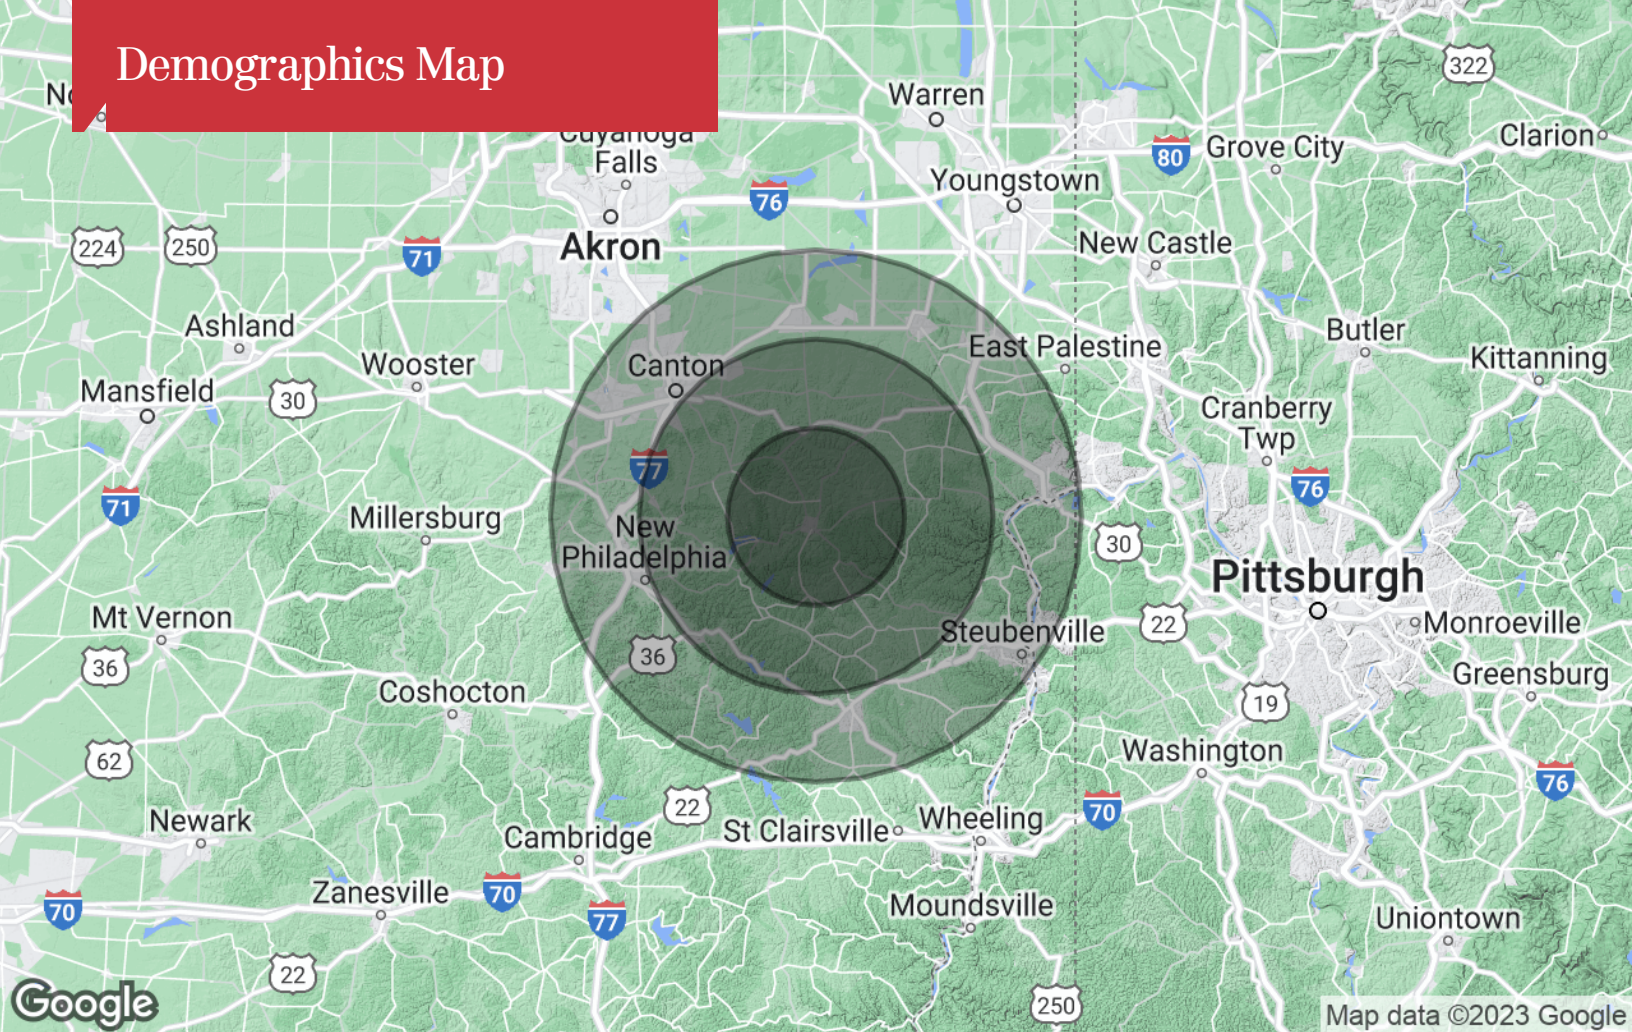 Demographics Map
322
Warren
Clarion
Cuyahoga
Falls
80
Grove City
Youngstown
76
224
250
71
Akron
New Castle
Ashland
Butler
East Palestine
Wooster
Canton
Kittanning
Mansfield
30
Cranberry
Twp
77
76
71
Millersburg
New
Philadelphia
30
Pittsburgh
Mt Vernon
Steubenville
22
Monroeville
36
36
Greensburg
Coshocton
19
62
Washington
76
22
70
Newark
Cambridge
St Clairsville
Wheeling
Zanesville
70
70
77
Moundsville
Uniontown
22
Google
250
Map data ©2023 Google